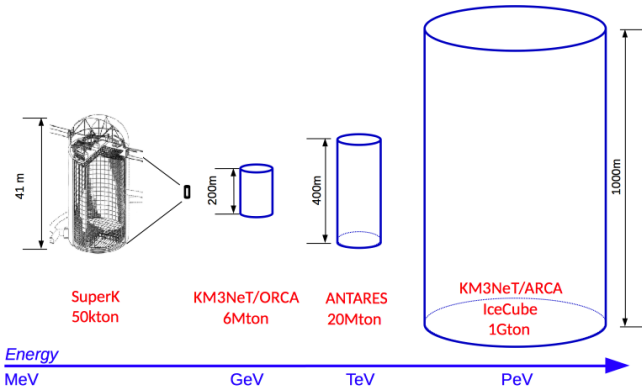 41 m
200m
400m
1000m
SuperK
50kton
KM3NeT/ORCA
6Mton
ANTARES
20Mton
KM3NeT/ARCA
IceCube
1Gton
Energy
MeV
GeV
TeV
PeV